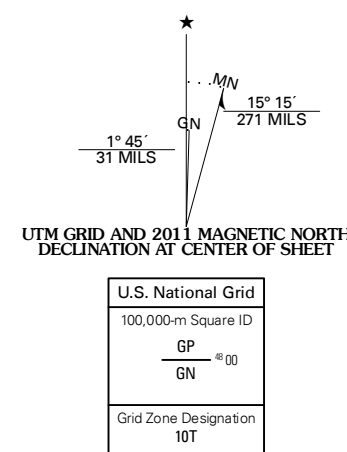 ★
MN
15° 15´
271 MILS
GN
1° 45´
31 MILS
UTM GRID AND 2011 MAGNETIC NORTH
DECLINATION AT CENTER OF SHEET
U.S. National Grid
100,000-m Square ID
GP
48 00
GN
Grid Zone Designation
10T